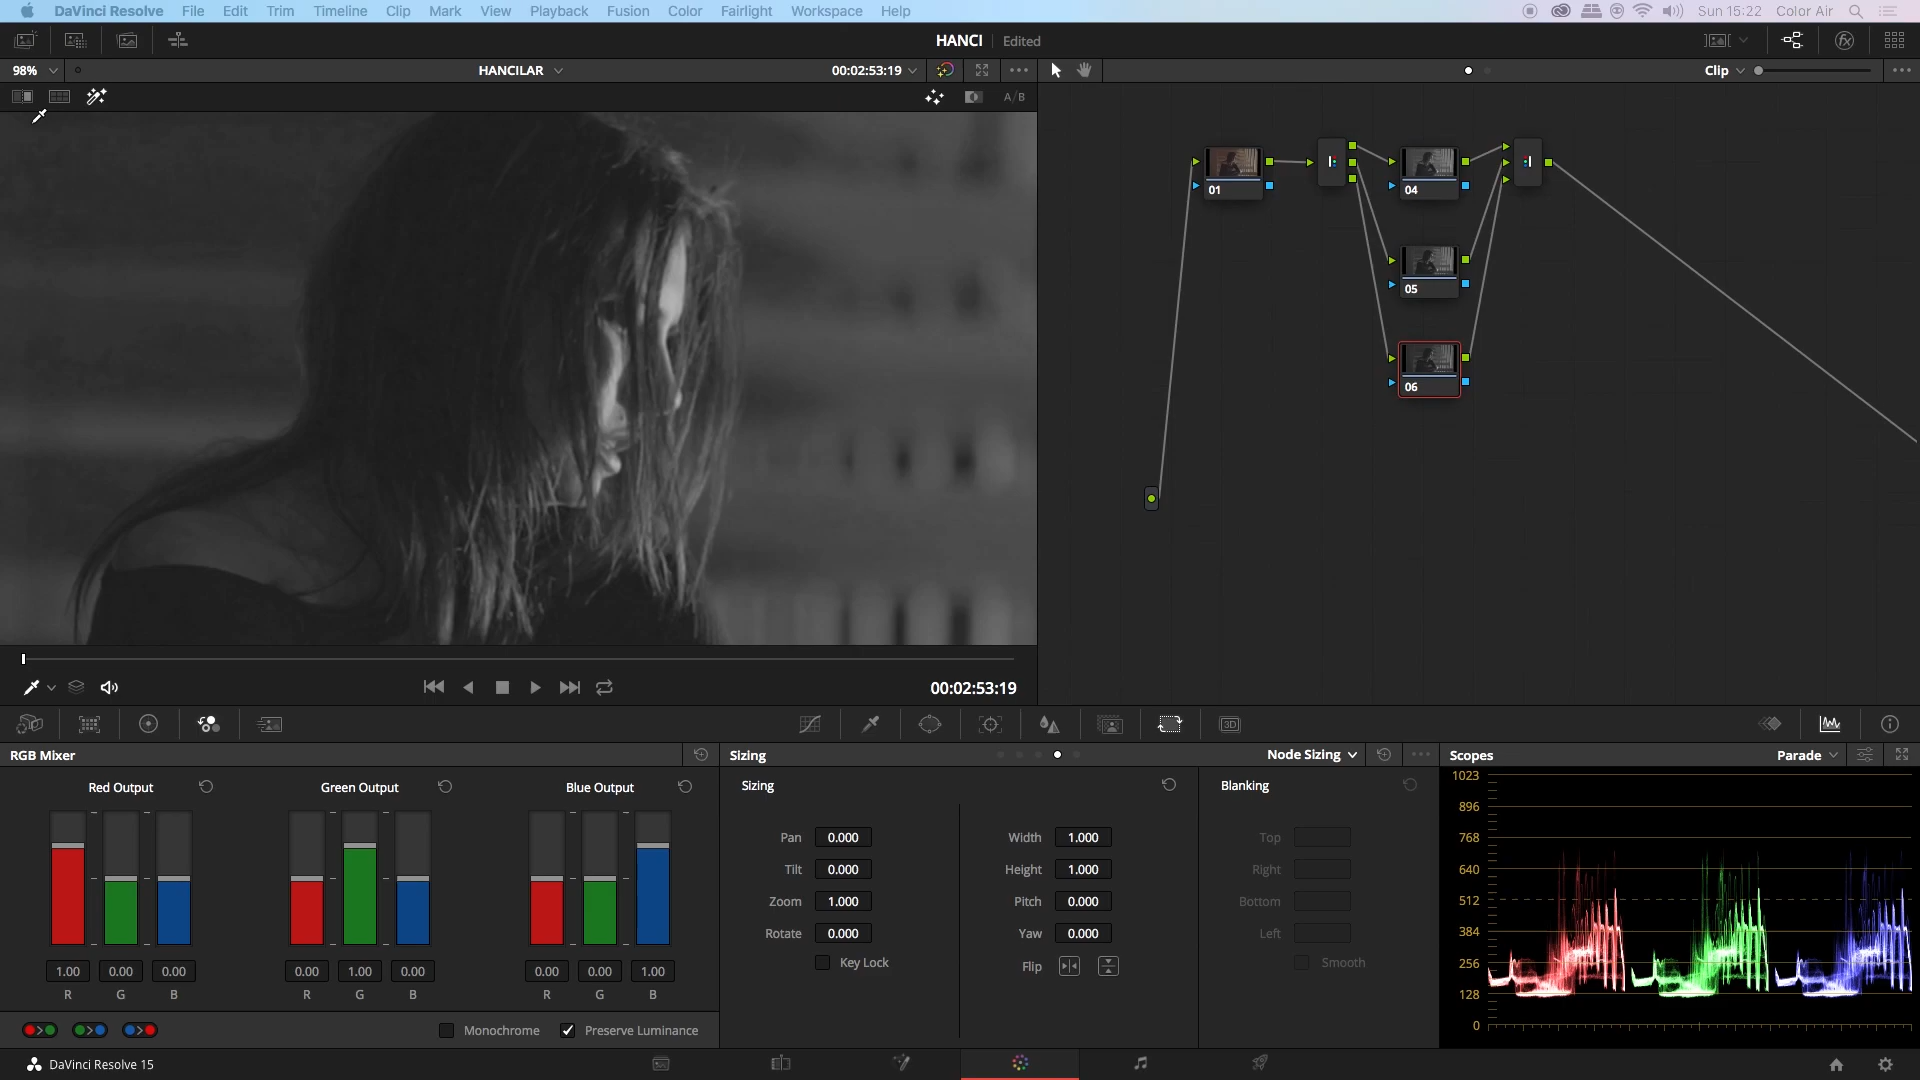 DaVinci Resolve File Edit Trim Timeline Clip Mark View Playback Fusion Color Fairlight Workspace Help Sun 15:22 Color Air
HANCI Edited
98% HANCILAR 00:02:53:19 Clip
A/B
01 04
05
06
00:02:53:19
3D
RGB Mixer Sizing Node Sizing Scopes Parade
Red Output Green Output Blue Output Sizing Blanking
1023
896
768
640
512
384
256
128
0
Pan 0.000 Width 1.000 Top
Tilt 0.000 Height 1.000 Right
Zoom 1.000 Pitch 0.000 Bottom
Rotate 0.000 Yaw 0.000 Left
Key Lock Flip Smooth
1.00 0.00 0.00 0.00 1.00 0.00 0.00 0.00 1.00
R G B R G B R G B
Monochrome Preserve Luminance
DaVinci Resolve 15